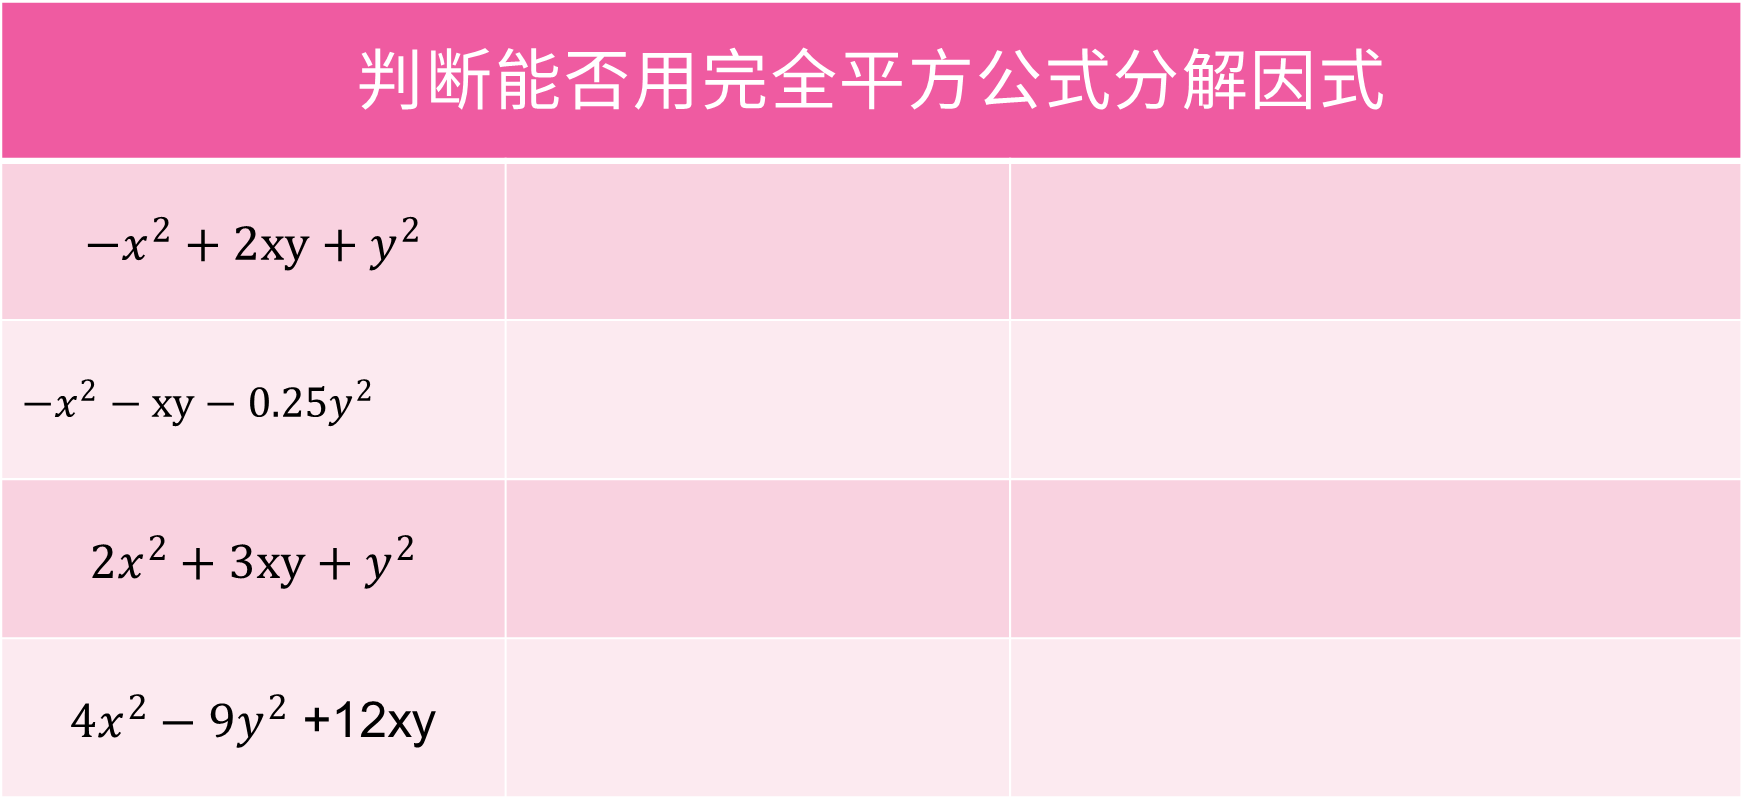 判断能否用完全平方公式分解因式
−x² + 2xy + y²
−x² − xy − 0.25y²
2x² + 3xy + y²
4x² − 9y² +12xy